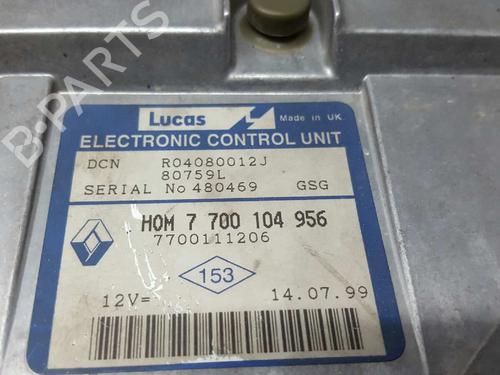 B-PARTS
Lucas Made in UK
ELECTRONIC CONTROL UNIT
DCN R04080012J
80759L
SERIAL No 480469 GSG
HOM 7 700 104 956
7700111206
153
12V= 14.07.99